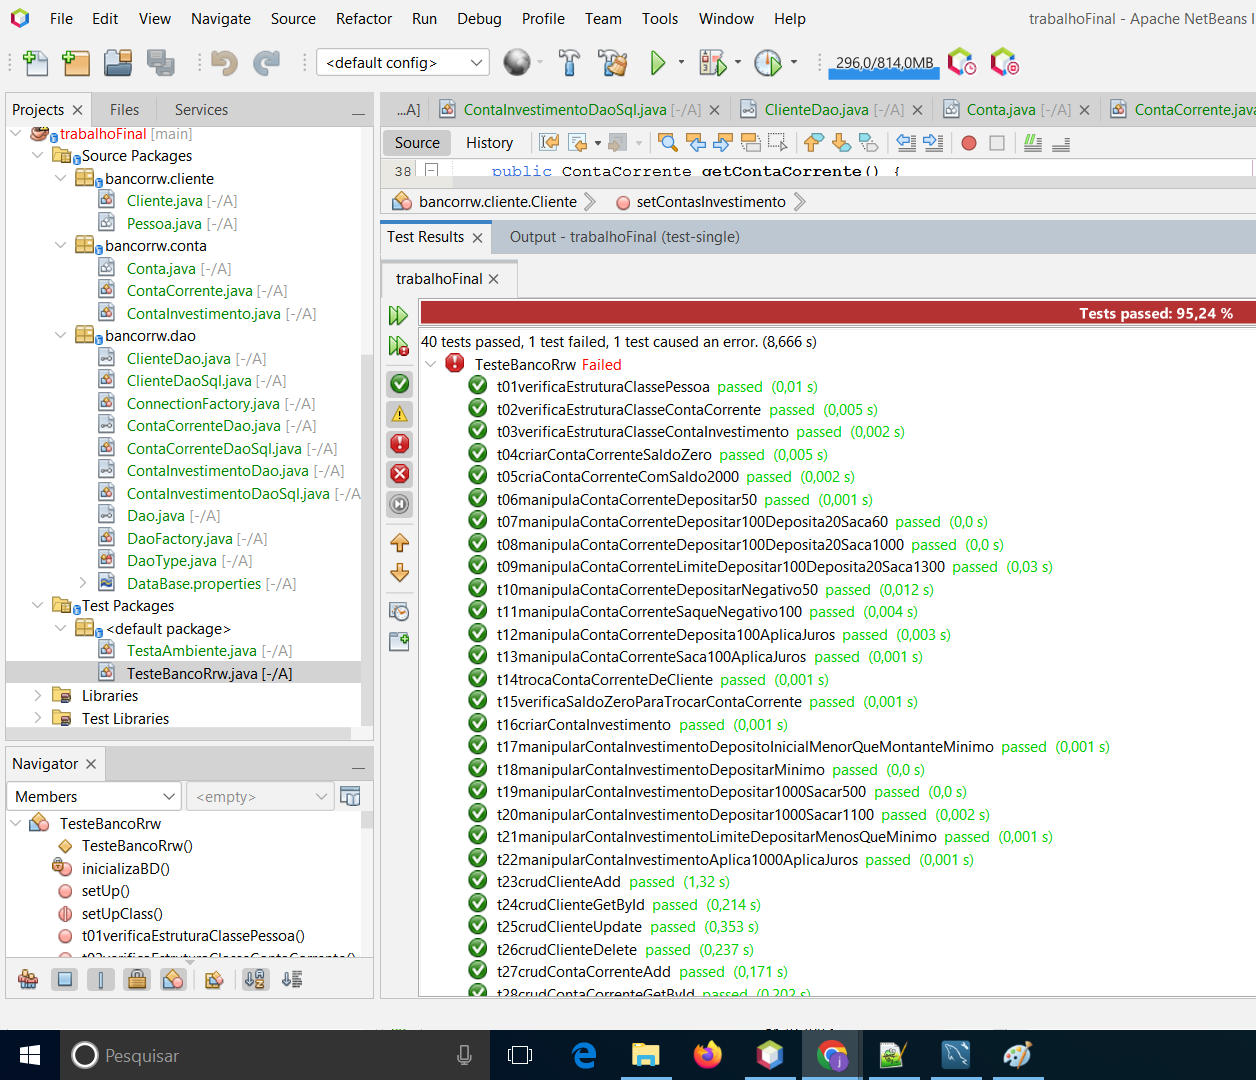 File Edit View Navigate Source Refactor Run Debug Profile Team Tools Window Help
trabalhoFinal - Apache NetBeans I
<default config>
296,0/814,0MB
Projects Files Services
trabalhoFinal [main]
Source Packages
bancorrw.cliente
Cliente.java [-/A]
Pessoa.java [-/A]
bancorrw.conta
Conta.java [-/A]
ContaCorrente.java [-/A]
ContaInvestimento.java [-/A]
bancorrw.dao
ClienteDao.java [-/A]
ClienteDaoSql.java [-/A]
ConnectionFactory.java [-/A]
ContaCorrenteDao.java [-/A]
ContaCorrenteDaoSql.java [-/A]
ContaInvestimentoDao.java [-/A]
ContaInvestimentoDaoSql.java [-/A
Dao.java [-/A]
DaoFactory.java [-/A]
DaoType.java [-/A]
DataBase.properties [-/A]
Test Packages
<default package>
TestaAmbiente.java [-/A]
TesteBancoRrw.java [-/A]
Libraries
Test Libraries
Navigator
Members <empty>
TesteBancoRrw
TesteBancoRrw()
inicializaBD()
setUp()
setUpClass()
t01verificaEstruturaClassePessoa()
t02verificaEstruturaClasseContaCorrente()
...A] ContaInvestimentoDaoSql.java [-/A] ClienteDao.java [-/A] Conta.java [-/A] ContaCorrente.java
Source History
38 public ContaCorrente getContaCorrente() {
bancorrw.cliente.Cliente setContasInvestimento
Test Results Output - trabalhoFinal (test-single)
trabalhoFinal
Tests passed: 95,24 %
40 tests passed, 1 test failed, 1 test caused an error. (8,666 s)
TesteBancoRrw Failed
t01verificaEstruturaClassePessoa passed (0,01 s)
t02verificaEstruturaClasseContaCorrente passed (0,005 s)
t03verificaEstruturaClasseContaInvestimento passed (0,002 s)
t04criarContaCorrenteSaldoZero passed (0,005 s)
t05criaContaCorrenteComSaldo2000 passed (0,002 s)
t06manipulaContaCorrenteDepositar50 passed (0,001 s)
t07manipulaContaCorrenteDepositar100Deposita20Saca60 passed (0,0 s)
t08manipulaContaCorrenteDepositar100Deposita20Saca1000 passed (0,0 s)
t09manipulaContaCorrenteLimiteDepositar100Deposita20Saca1300 passed (0,03 s)
t10manipulaContaCorrenteDepositarNegativo50 passed (0,012 s)
t11manipulaContaCorrenteSaqueNegativo100 passed (0,004 s)
t12manipulaContaCorrenteDeposita100AplicaJuros passed (0,003 s)
t13manipulaContaCorrenteSaca100AplicaJuros passed (0,001 s)
t14trocaContaCorrenteDeCliente passed (0,001 s)
t15verificaSaldoZeroParaTrocarContaCorrente passed (0,001 s)
t16criarContaInvestimento passed (0,001 s)
t17manipularContaInvestimentoDepositoInicialMenorQueMontanteMinimo passed (0,001 s)
t18manipularContaInvestimentoDepositarMinimo passed (0,0 s)
t19manipularContaInvestimentoDepositar1000Sacar500 passed (0,0 s)
t20manipularContaInvestimentoDepositar1000Sacar1100 passed (0,002 s)
t21manipularContaInvestimentoLimiteDepositarMenosQueMinimo passed (0,001 s)
t22manipularContaInvestimentoAplica1000AplicaJuros passed (0,001 s)
t23crudClienteAdd passed (1,32 s)
t24crudClienteGetById passed (0,214 s)
t25crudClienteUpdate passed (0,353 s)
t26crudClienteDelete passed (0,237 s)
t27crudContaCorrenteAdd passed (0,171 s)
t28crudContaCorrenteGetById passed (0,202 s)
Pesquisar